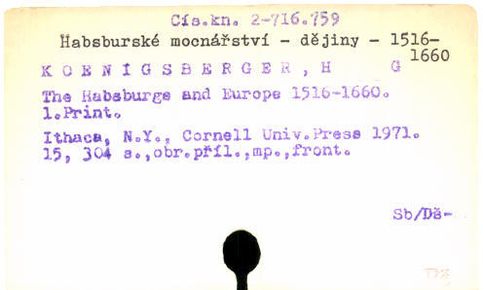 Čís.kn. 2-716.759
Habsburské mocnářství - dějiny - 1516-
1660
KOENIGSBERGER, H G
The Habsburgs and Europe 1516-1660.
1.Print.
Ithaca, N.Y., Cornell Univ.Press 1971.
15, 304 s.,obr.příl.,mp.,front.
Sb/Dě-